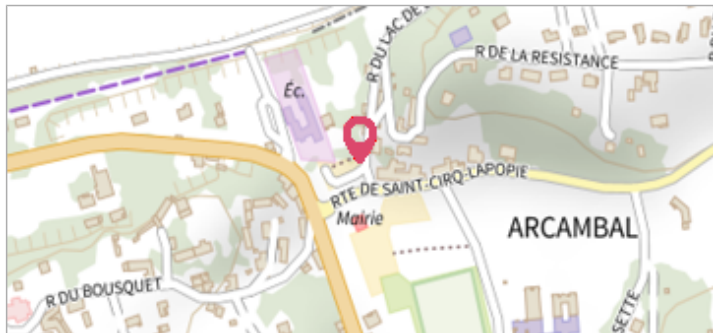 R DU LAC DE
R DE LA RESISTANCE
Éc.
RTE DE SAINT-CIRQ-LAPOPIE
Mairie
ARCAMBAL
R DU BOUSQUET
SETTE